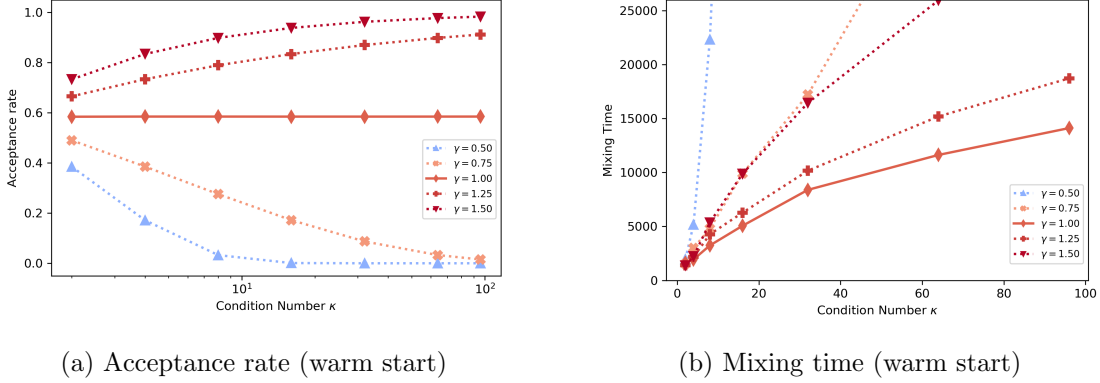 1.0
0.8
0.6
0.4
0.2
0.0
Acceptance rate
γ = 0.50
γ = 0.75
γ = 1.00
γ = 1.25
γ = 1.50
10¹
10²
Condition Number κ
(a) Acceptance rate (warm start)
25000
20000
15000
10000
5000
0
Mixing Time
γ = 0.50
γ = 0.75
γ = 1.00
γ = 1.25
γ = 1.50
0 20 40 60 80 100
Condition Number κ
(b) Mixing time (warm start)